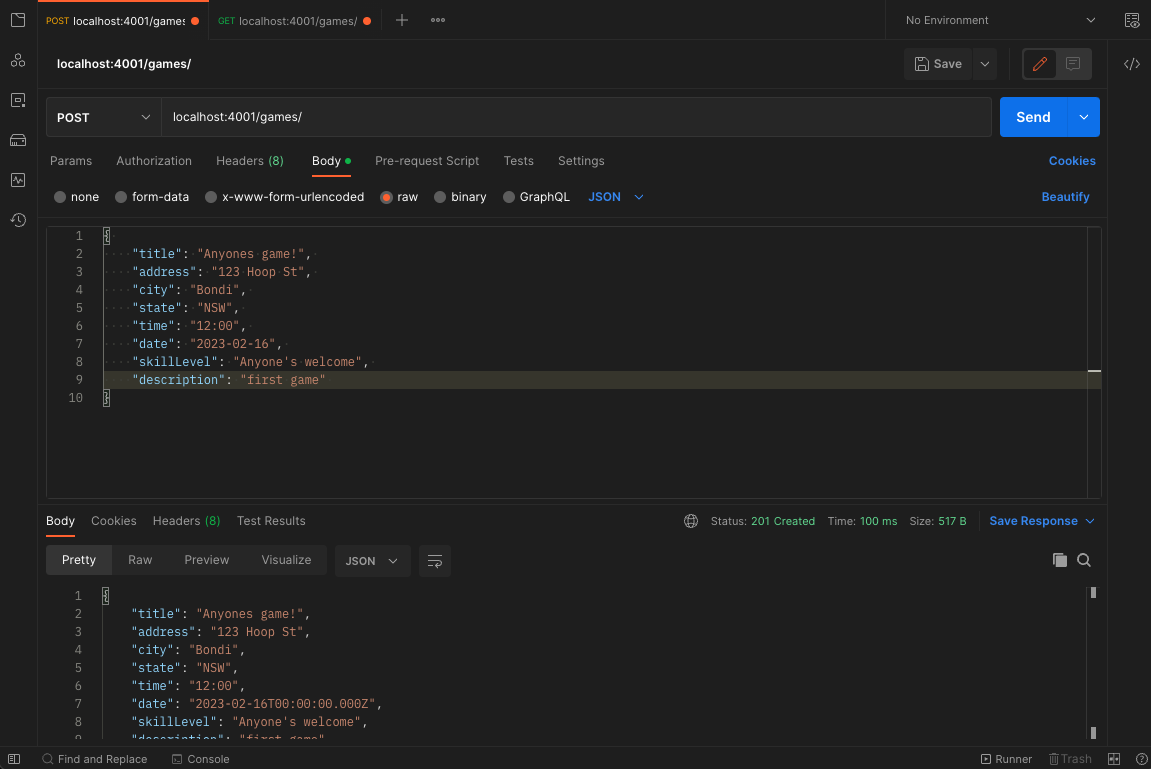 POST localhost:4001/games
GET localhost:4001/games/
No Environment
localhost:4001/games/
Save
POST
localhost:4001/games/
Send
Params Authorization Headers (8) Body Pre-request Script Tests Settings Cookies
none form-data x-www-form-urlencoded raw binary GraphQL JSON Beautify
1 {
2 "title": "Anyones game!",
3 "address": "123 Hoop St",
4 "city": "Bondi",
5 "state": "NSW",
6 "time": "12:00",
7 "date": "2023-02-16",
8 "skillLevel": "Anyone's welcome",
9 "description": "first game"
10 }
Body Cookies Headers (8) Test Results Status: 201 Created Time: 100 ms Size: 517 B Save Response
Pretty Raw Preview Visualize JSON
1 {
2 "title": "Anyones game!",
3 "address": "123 Hoop St",
4 "city": "Bondi",
5 "state": "NSW",
6 "time": "12:00",
7 "date": "2023-02-16T00:00:00.000Z",
8 "skillLevel": "Anyone's welcome",
9 "description": "first game"
Find and Replace Console Runner Trash